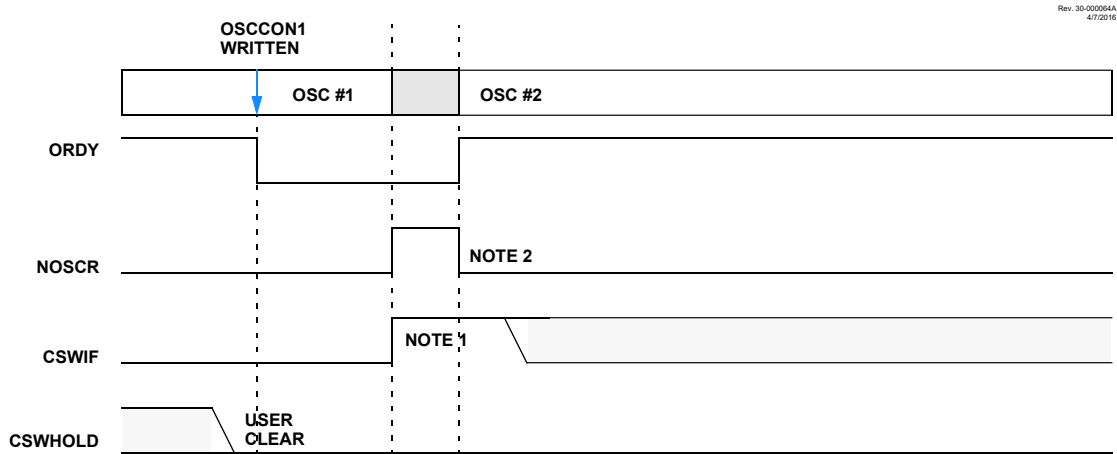 Rev. 30-000064A
4/7/2016
OSCCON1
WRITTEN
OSC #1
OSC #2
ORDY
NOSCR
NOTE 2
CSWIF
NOTE 1
CSWHOLD
USER
CLEAR